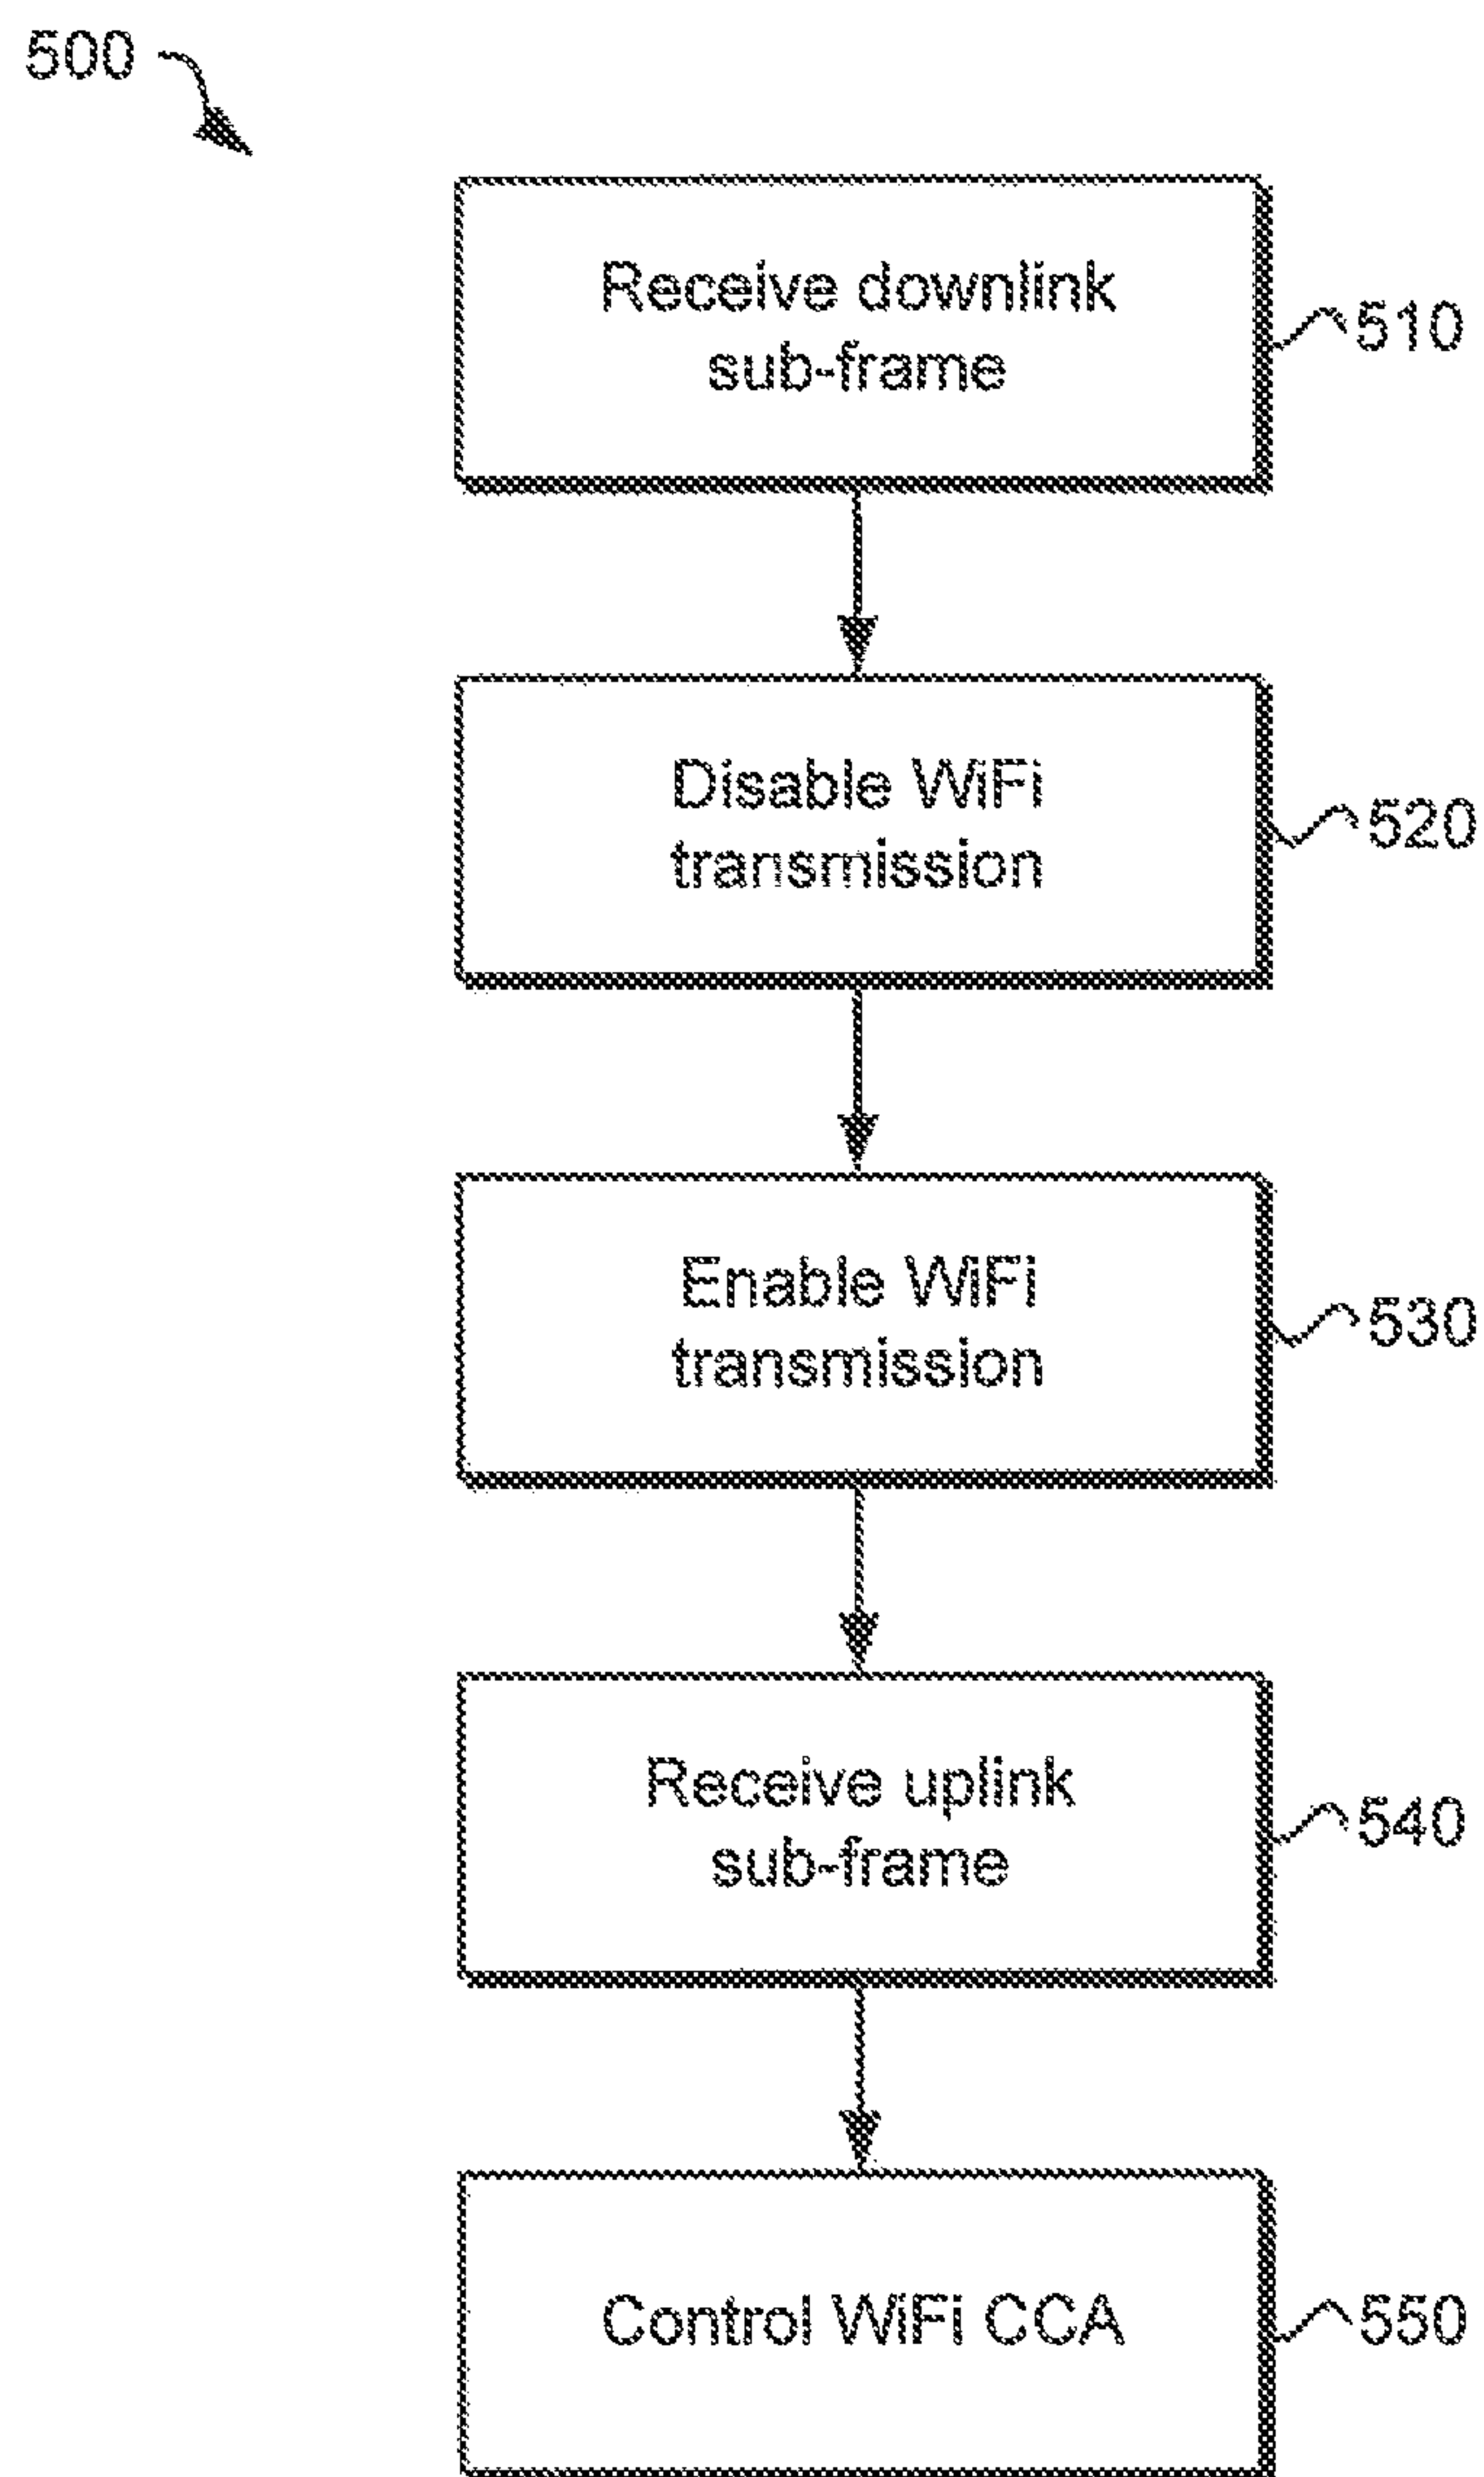 500
Receive downlink
sub-frame
510
Disable WiFi
transmission
520
Enable WiFi
transmission
530
Receive uplink
sub-frame
540
Control WiFi CCA
550